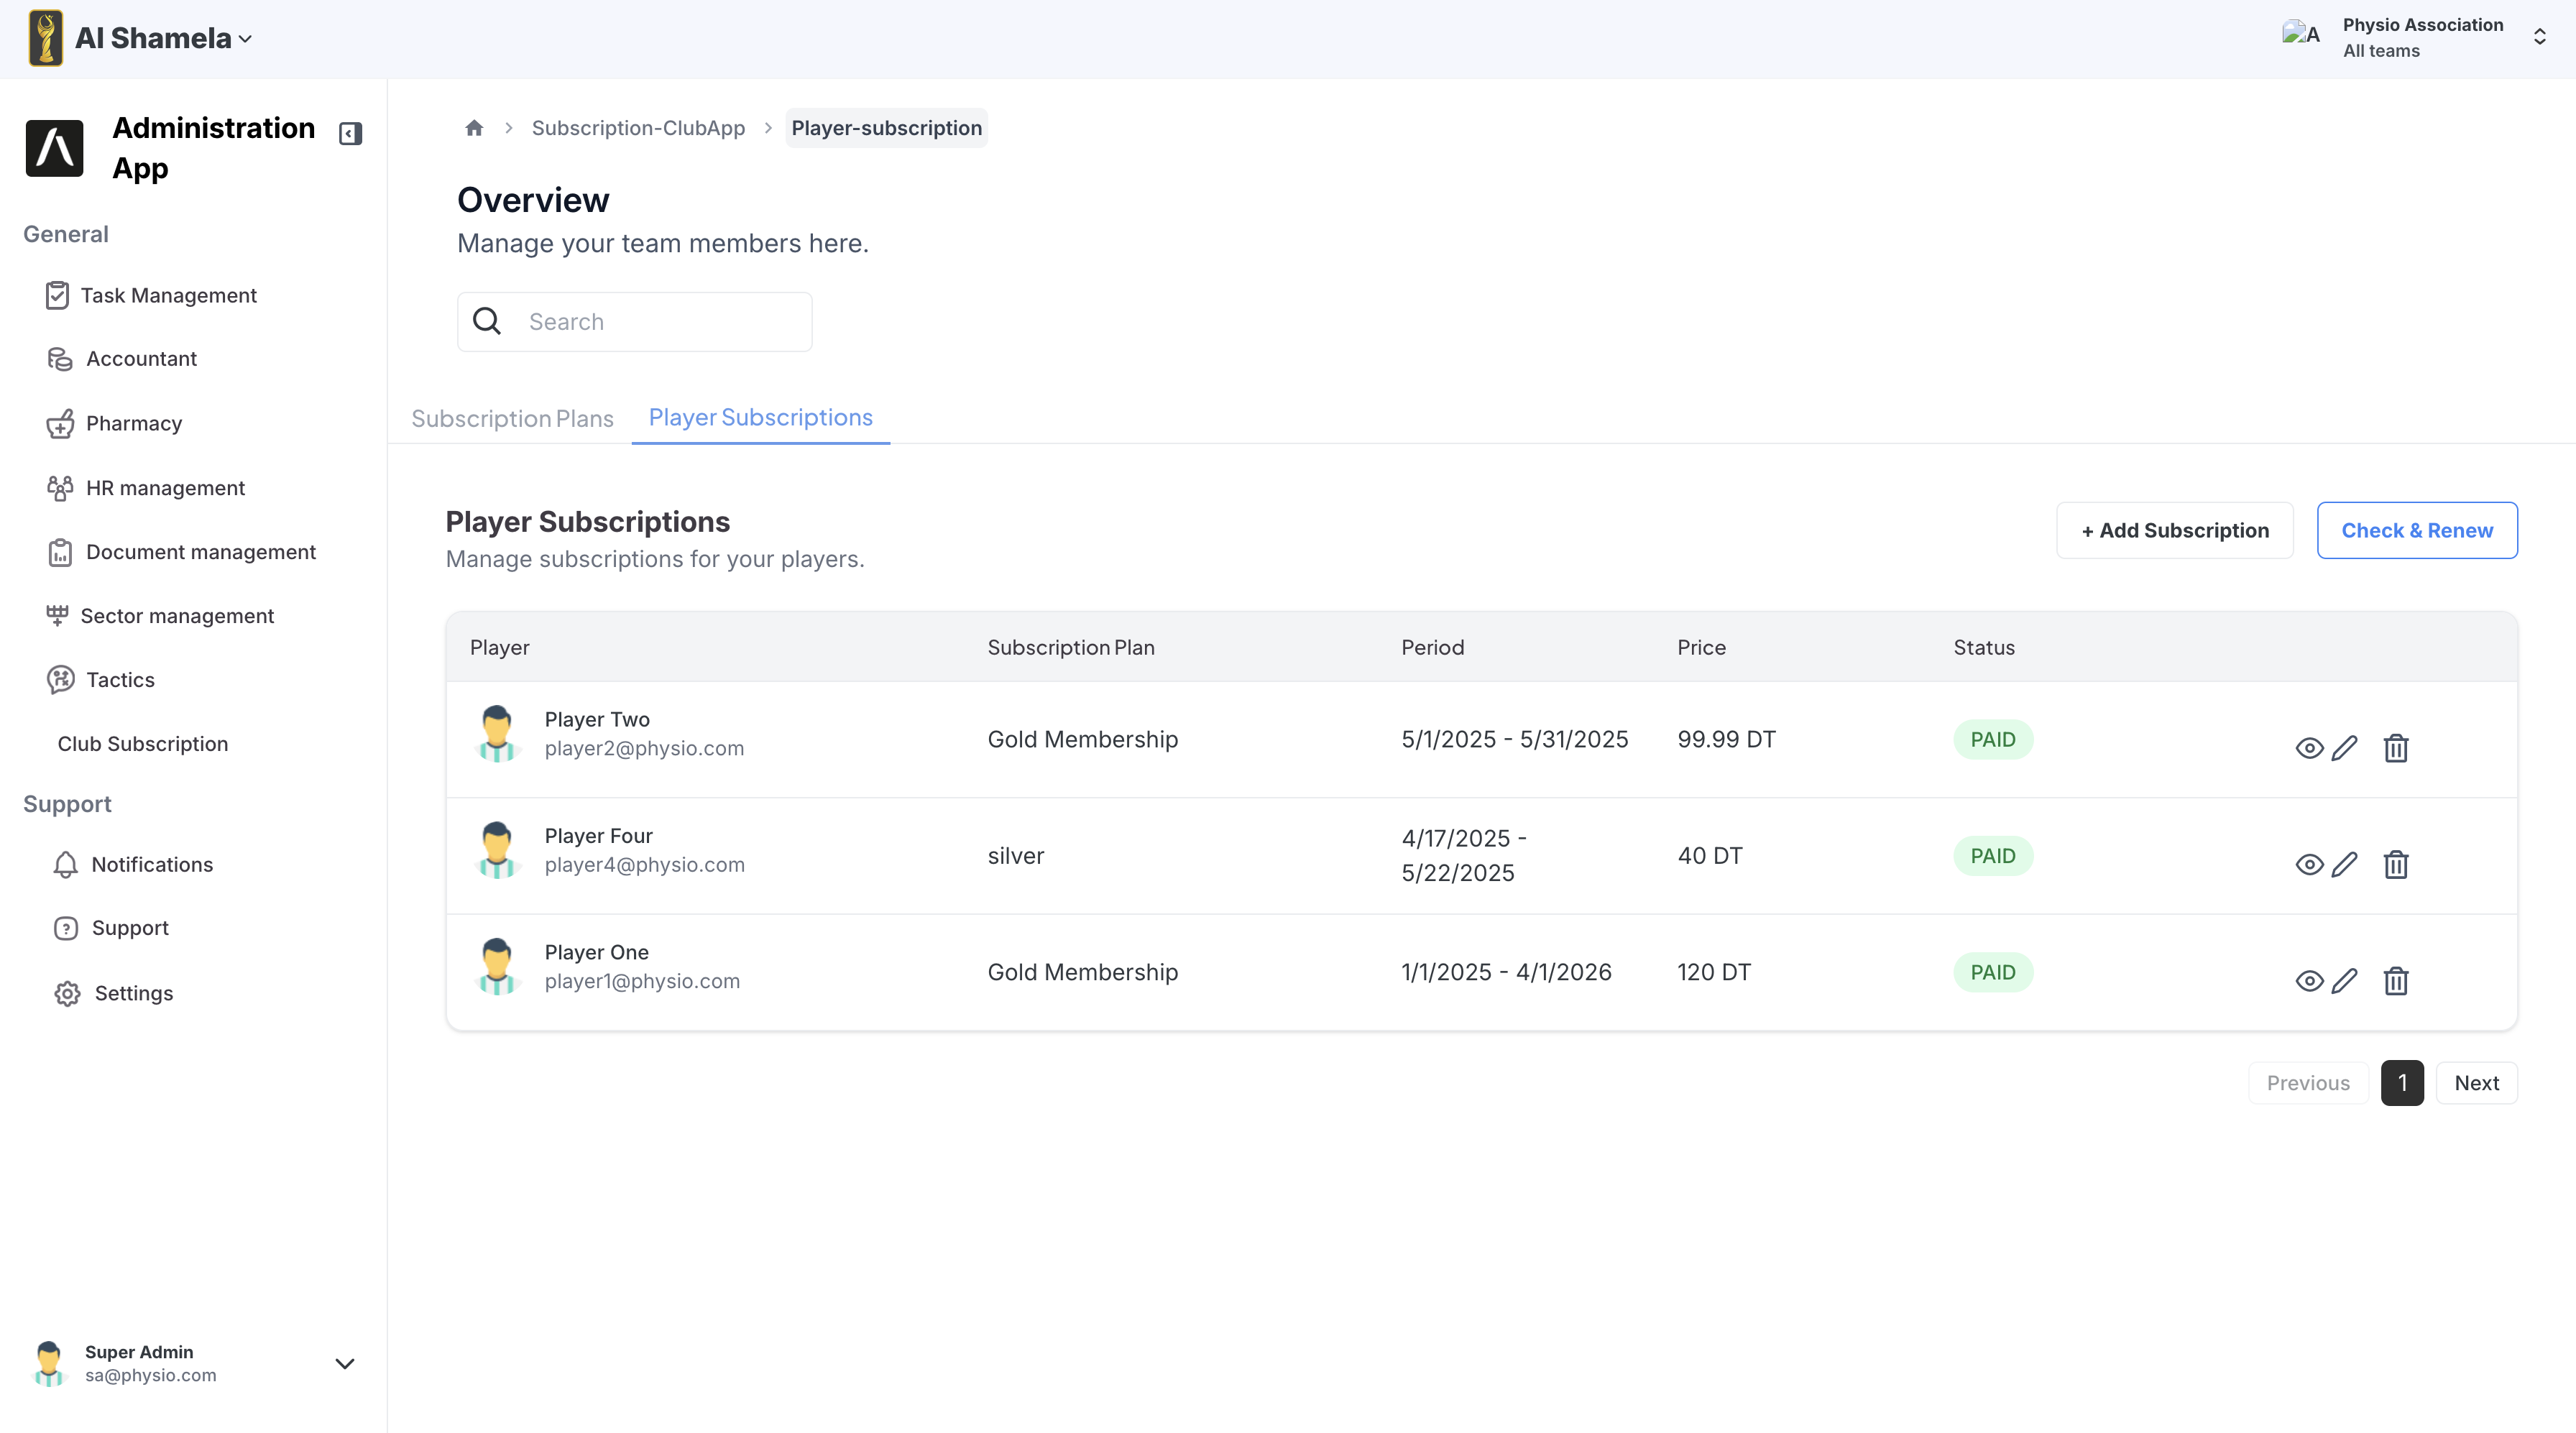 Al Shamela
A
Physio Association
All teams
Administration
App
General
Task Management
Accountant
Pharmacy
HR management
Document management
Sector management
Tactics
Club Subscription
Support
Notifications
Support
Settings
Super Admin
sa@physio.com
Subscription-ClubApp
Player-subscription
Overview
Manage your team members here.
Search
Subscription Plans
Player Subscriptions
Player Subscriptions
Manage subscriptions for your players.
+ Add Subscription
Check & Renew
Player Subscription Plan Period Price Status
Player Two
player2@physio.com
Gold Membership
5/1/2025 - 5/31/2025
99.99 DT
PAID
Player Four
player4@physio.com
silver
4/17/2025 -
5/22/2025
40 DT
PAID
Player One
player1@physio.com
Gold Membership
1/1/2025 - 4/1/2026
120 DT
PAID
Previous 1 Next